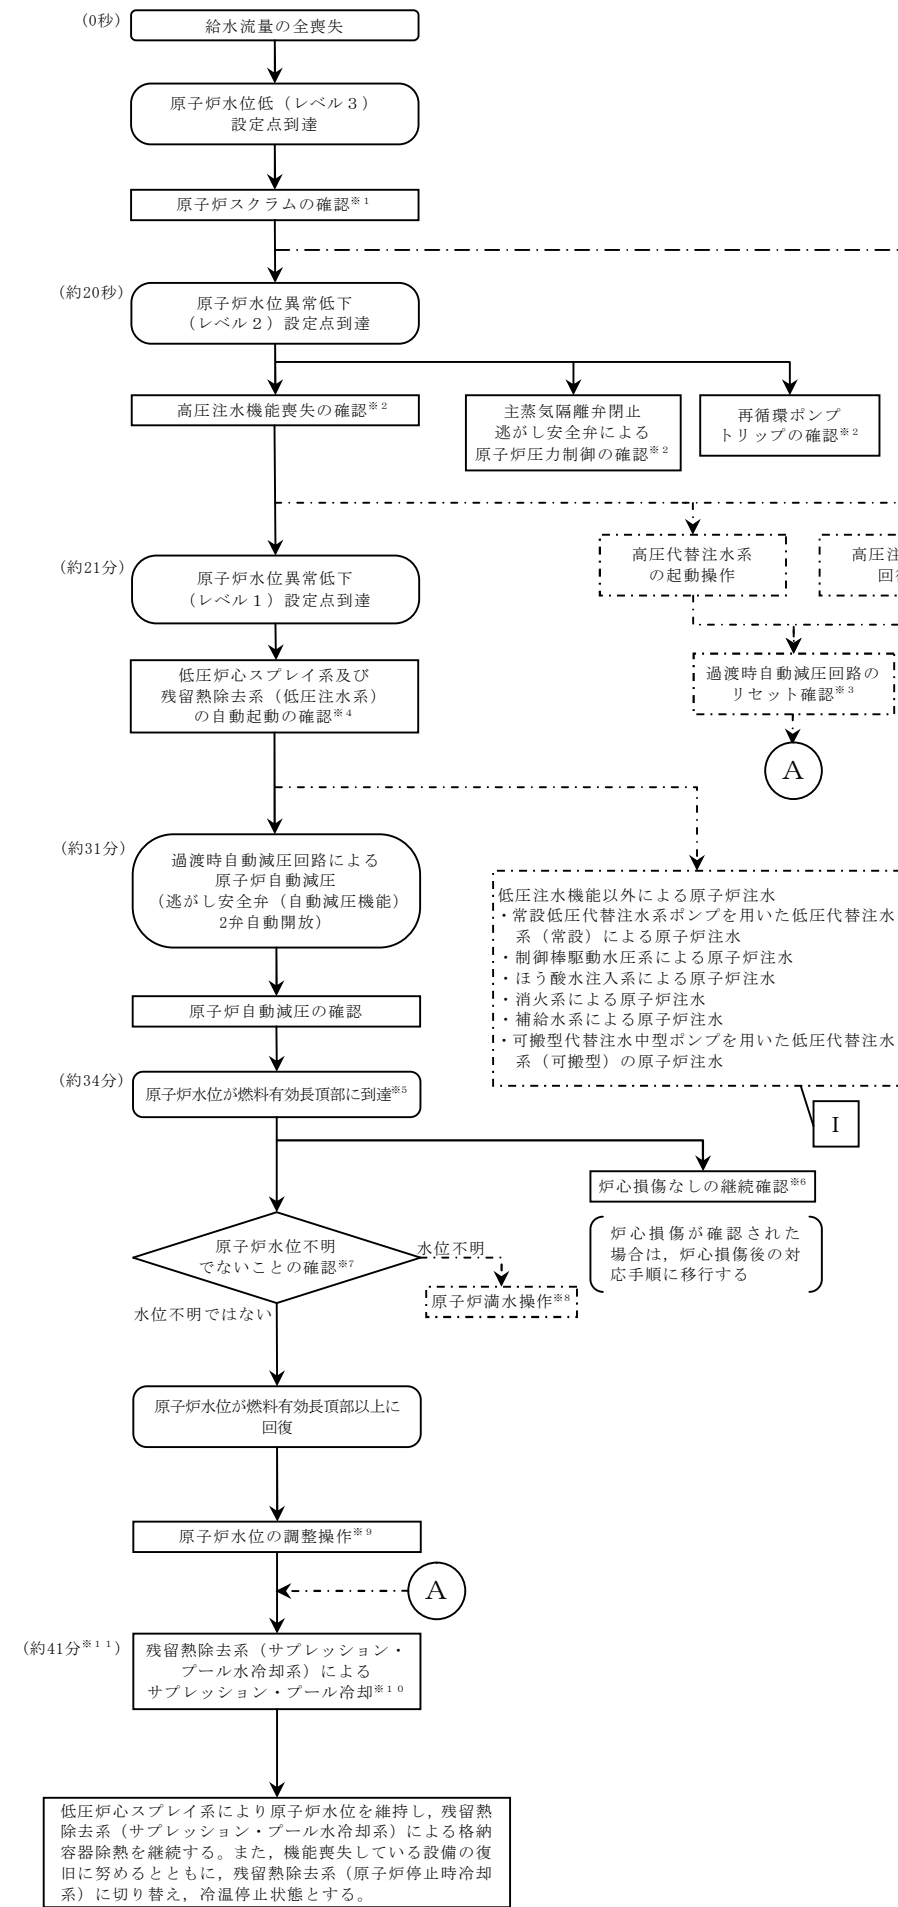 (0秒)
給水流量の全喪失
原子炉水位低（レベル３）
設定点到達
原子炉スクラムの確認※１
(約20秒)
原子炉水位異常低下
（レベル２）設定点到達
高圧注水機能喪失の確認※２
主蒸気隔離弁閉止
逃がし安全弁による
原子炉圧力制御の確認※２
再循環ポンプ
トリップの確認※２
高圧代替注水系
の起動操作
高圧注
回
(約21分)
原子炉水位異常低下
（レベル１）設定点到達
低圧炉心スプレイ系及び
残留熱除去系（低圧注水系）
の自動起動の確認※４
過渡時自動減圧回路の
リセット確認※３
A
(約31分)
過渡時自動減圧回路による
原子炉自動減圧
（逃がし安全弁（自動減圧機能）
2弁自動開放）
低圧注水機能以外による原子炉注水
・常設低圧代替注水系ポンプを用いた低圧代替注水
系（常設）による原子炉注水
・制御棒駆動水圧系による原子炉注水
・ほう酸水注入系による原子炉注水
・消火系による原子炉注水
・補給水系による原子炉注水
・可搬型代替注水中型ポンプを用いた低圧代替注水
系（可搬型）の原子炉注水
I
原子炉自動減圧の確認
(約34分)
原子炉水位が燃料有効長頂部に到達※5
炉心損傷なしの継続確認※6
炉心損傷が確認された
場合は，炉心損傷後の対
応手順に移行する
原子炉水位不明
でないことの確認※7
水位不明
原子炉満水操作※8
水位不明ではない
原子炉水位が燃料有効長頂部以上に
回復
原子炉水位の調整操作※９
A
(約41分※１１)
残留熱除去系（サプレッション・
プール水冷却系）による
サプレッション・プール冷却※１０
低圧炉心スプレイ系により原子炉水位を維持し，残留熱
除去系（サプレッション・プール水冷却系）による格納
容器除熱を継続する。また，機能喪失している設備の復
旧に努めるとともに，残留熱除去系（原子炉停止時冷却
系）に切り替え，冷温停止状態とする。